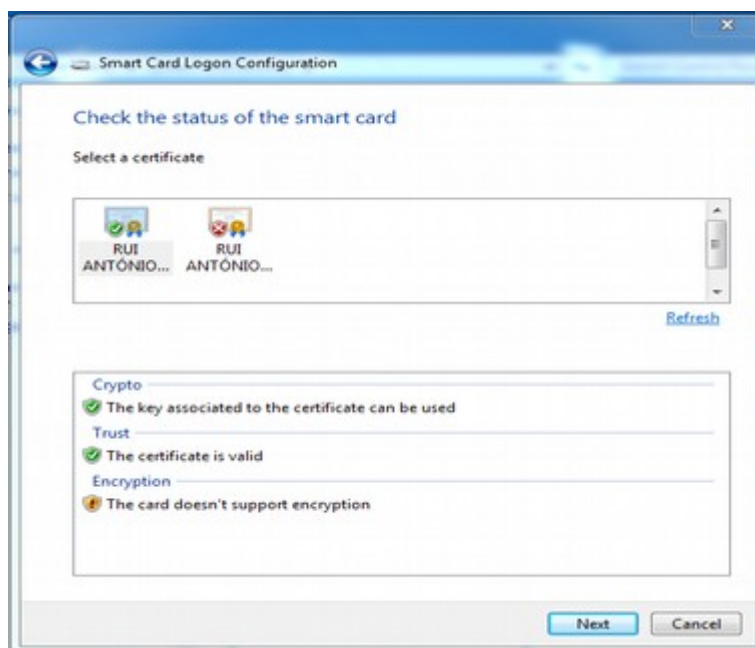 Smart Card Logon Configuration
Check the status of the smart card
Select a certificate
RUI RUI
ANTÓNIO... ANTÓNIO...
Refresh
Crypto
The key associated to the certificate can be used
Trust
The certificate is valid
Encryption
The card doesn't support encryption
Next Cancel